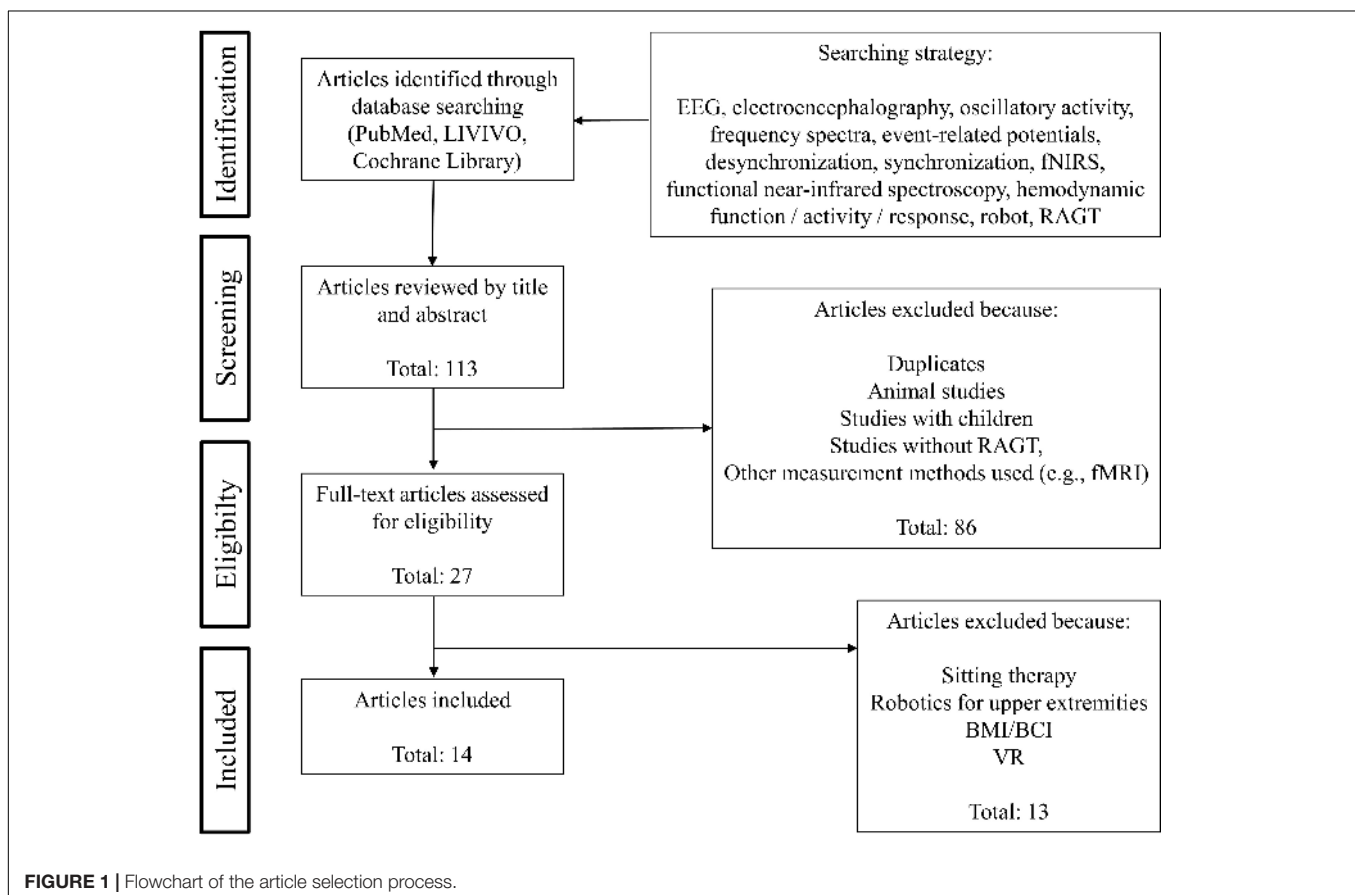 Identification
Articles identified through
database searching
(PubMed, LIVIVO,
Cochrane Library)
Searching strategy:
EEG, electroencephalography, oscillatory activity,
frequency spectra, event-related potentials,
desynchronization, synchronization, fNIRS,
functional near-infrared spectroscopy, hemodynamic
function / activity / response, robot, RAGT
Screening
Articles reviewed by title
and abstract
Total: 113
Articles excluded because:
Duplicates
Animal studies
Studies with children
Studies without RAGT,
Other measurement methods used (e.g., fMRI)
Total: 86
Eligibilty
Full-text articles assessed
for eligibility
Total: 27
Articles excluded because:
Sitting therapy
Robotics for upper extremities
BMI/BCI
VR
Total: 13
Included
Articles included
Total: 14
FIGURE 1 | Flowchart of the article selection process.